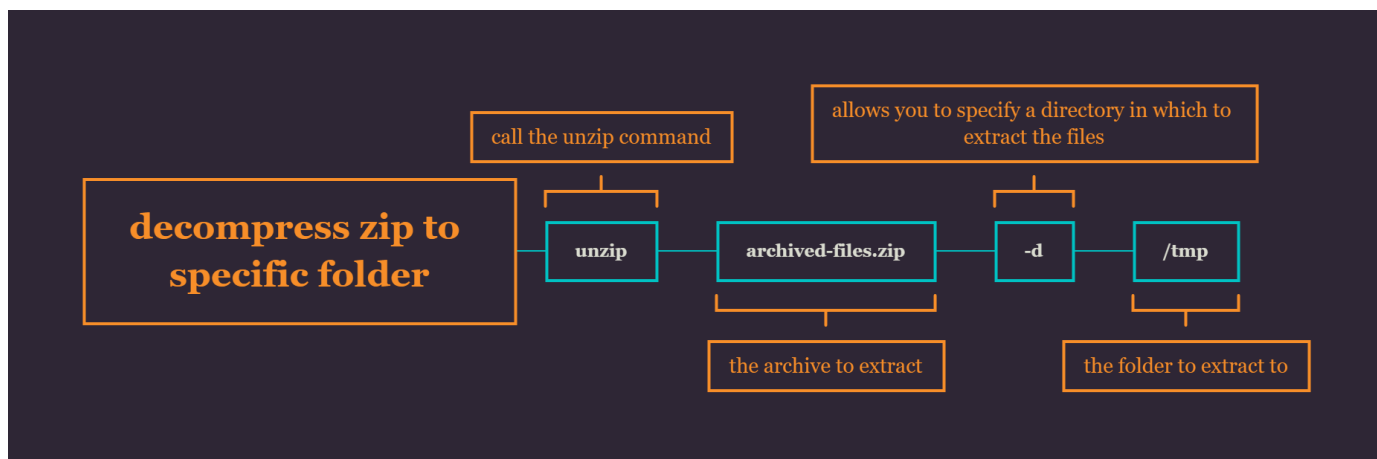 allows you to specify a directory in which to
extract the files
call the unzip command
decompress zip to
specific folder
unzip
archived-files.zip
-d
/tmp
the archive to extract
the folder to extract to